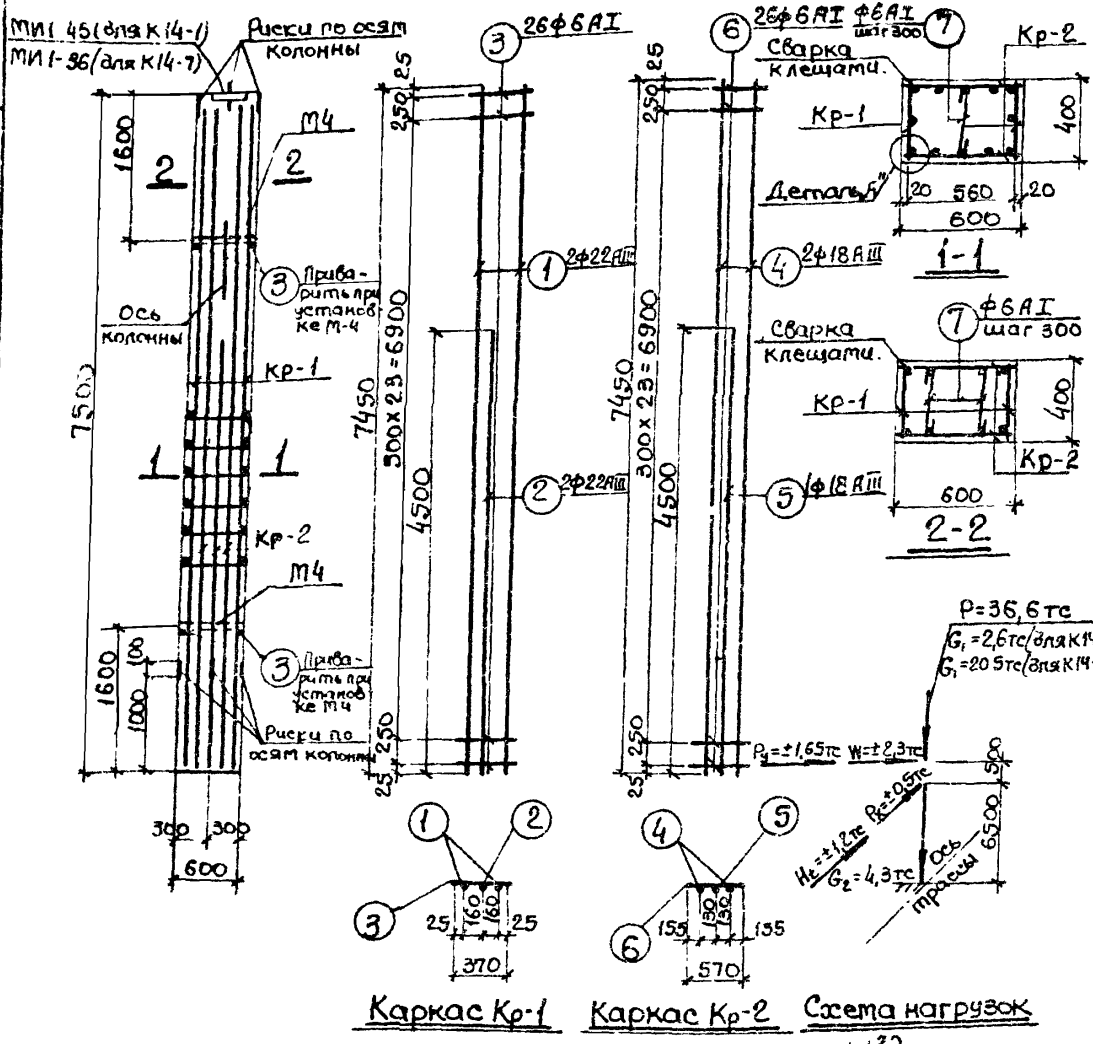 МИ1 45(для К14-1)
МИ1-36(для К14-7)
Риски по осям
колонны
1600
М4
2 2
3 Прива-
рить при
установ-
ке М-4
Ось
колонны
Кр-1
7500
1 1
Кр-2
М4
3 Прива-
рить при
установ-
ке М4
1600
100
1000
Риски по
осям колонны
300 300
600
3 26ф6АI
25
250
1 2ф22АIII
7450
300х23=6900
4500
2 2ф22АIII
250
25
1 2
3
25 160 160 25
370
Каркас Кр-1
6 26ф6АI
25
250
4 2ф18АIII
7450
300х23=6900
4500
5 1ф18АIII
250
25
4 5
6
155 130 130 155
570
Каркас Кр-2
ф6АI
шаг 300
7
Кр-2
Сварка
клещами.
Кр-1
400
Деталь „Б"
20 560 20
600
1-1
7 ф6АI
шаг 300
Сварка
клещами.
Кр-1
400
Кр-2
600
2-2
Р=36,6тс
G₁=2,6тс(для К14
G₁=20 5тс(для К14-
Рy=±1,65тс W=±2,3тс
500
Рx=±0,5тс
6500
Нt=±1,2тс
G₂=4,3тс
Ось
трассы
Схема нагрузок